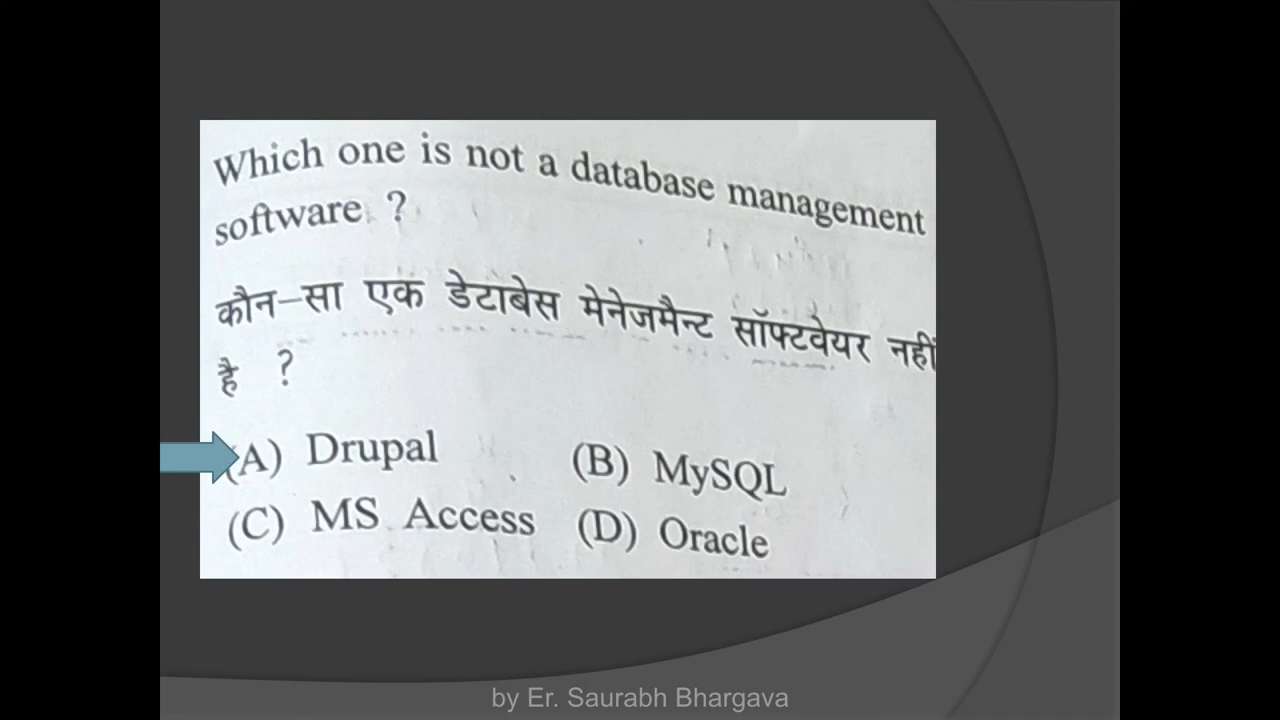 Which one is not a database management
software ?
कौन-सा एक डेटाबेस मेनेजमैन्ट सॉफ्टवेयर नहीं
है ?
(A) Drupal (B) MySQL
(C) MS Access (D) Oracle
by Er. Saurabh Bhargava